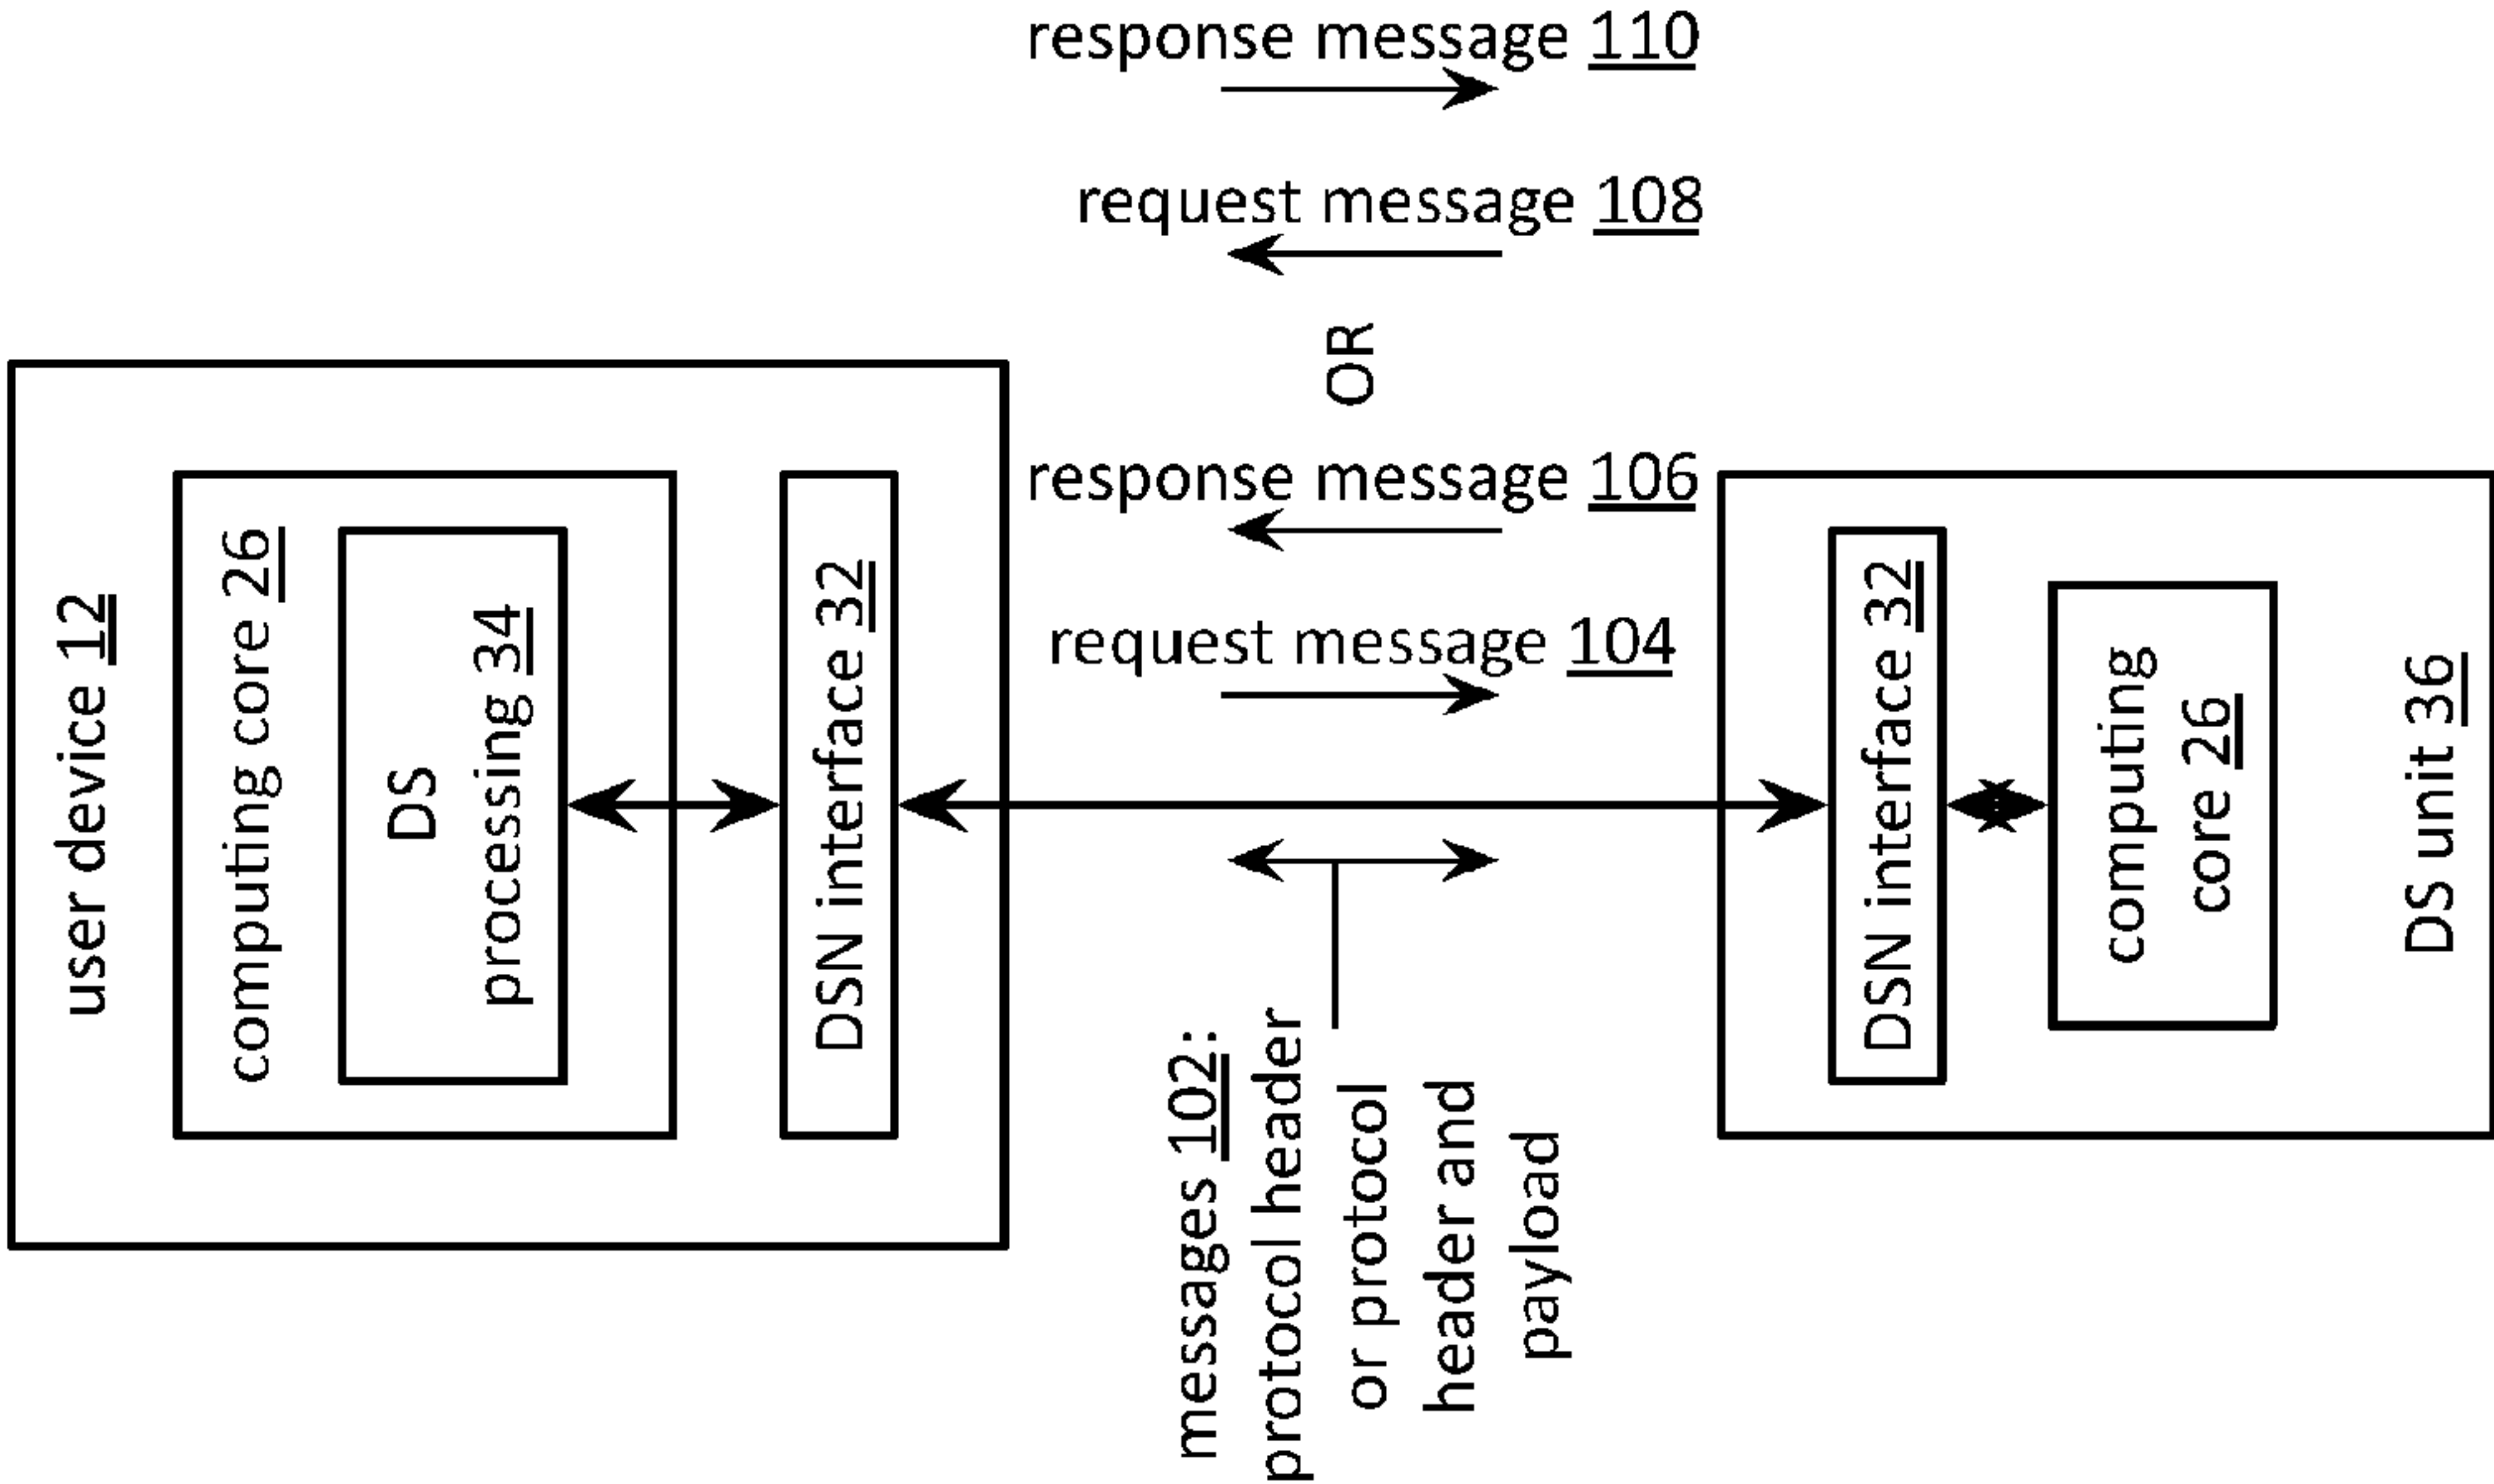 response message 110
request message 108
OR
response message 106
request message 104
user device 12
computing core 26
DS
processing 34
DSN interface 32
messages 102:
protocol header
or protocol
header and
payload
DSN interface 32
computing
core 26
DS unit 36